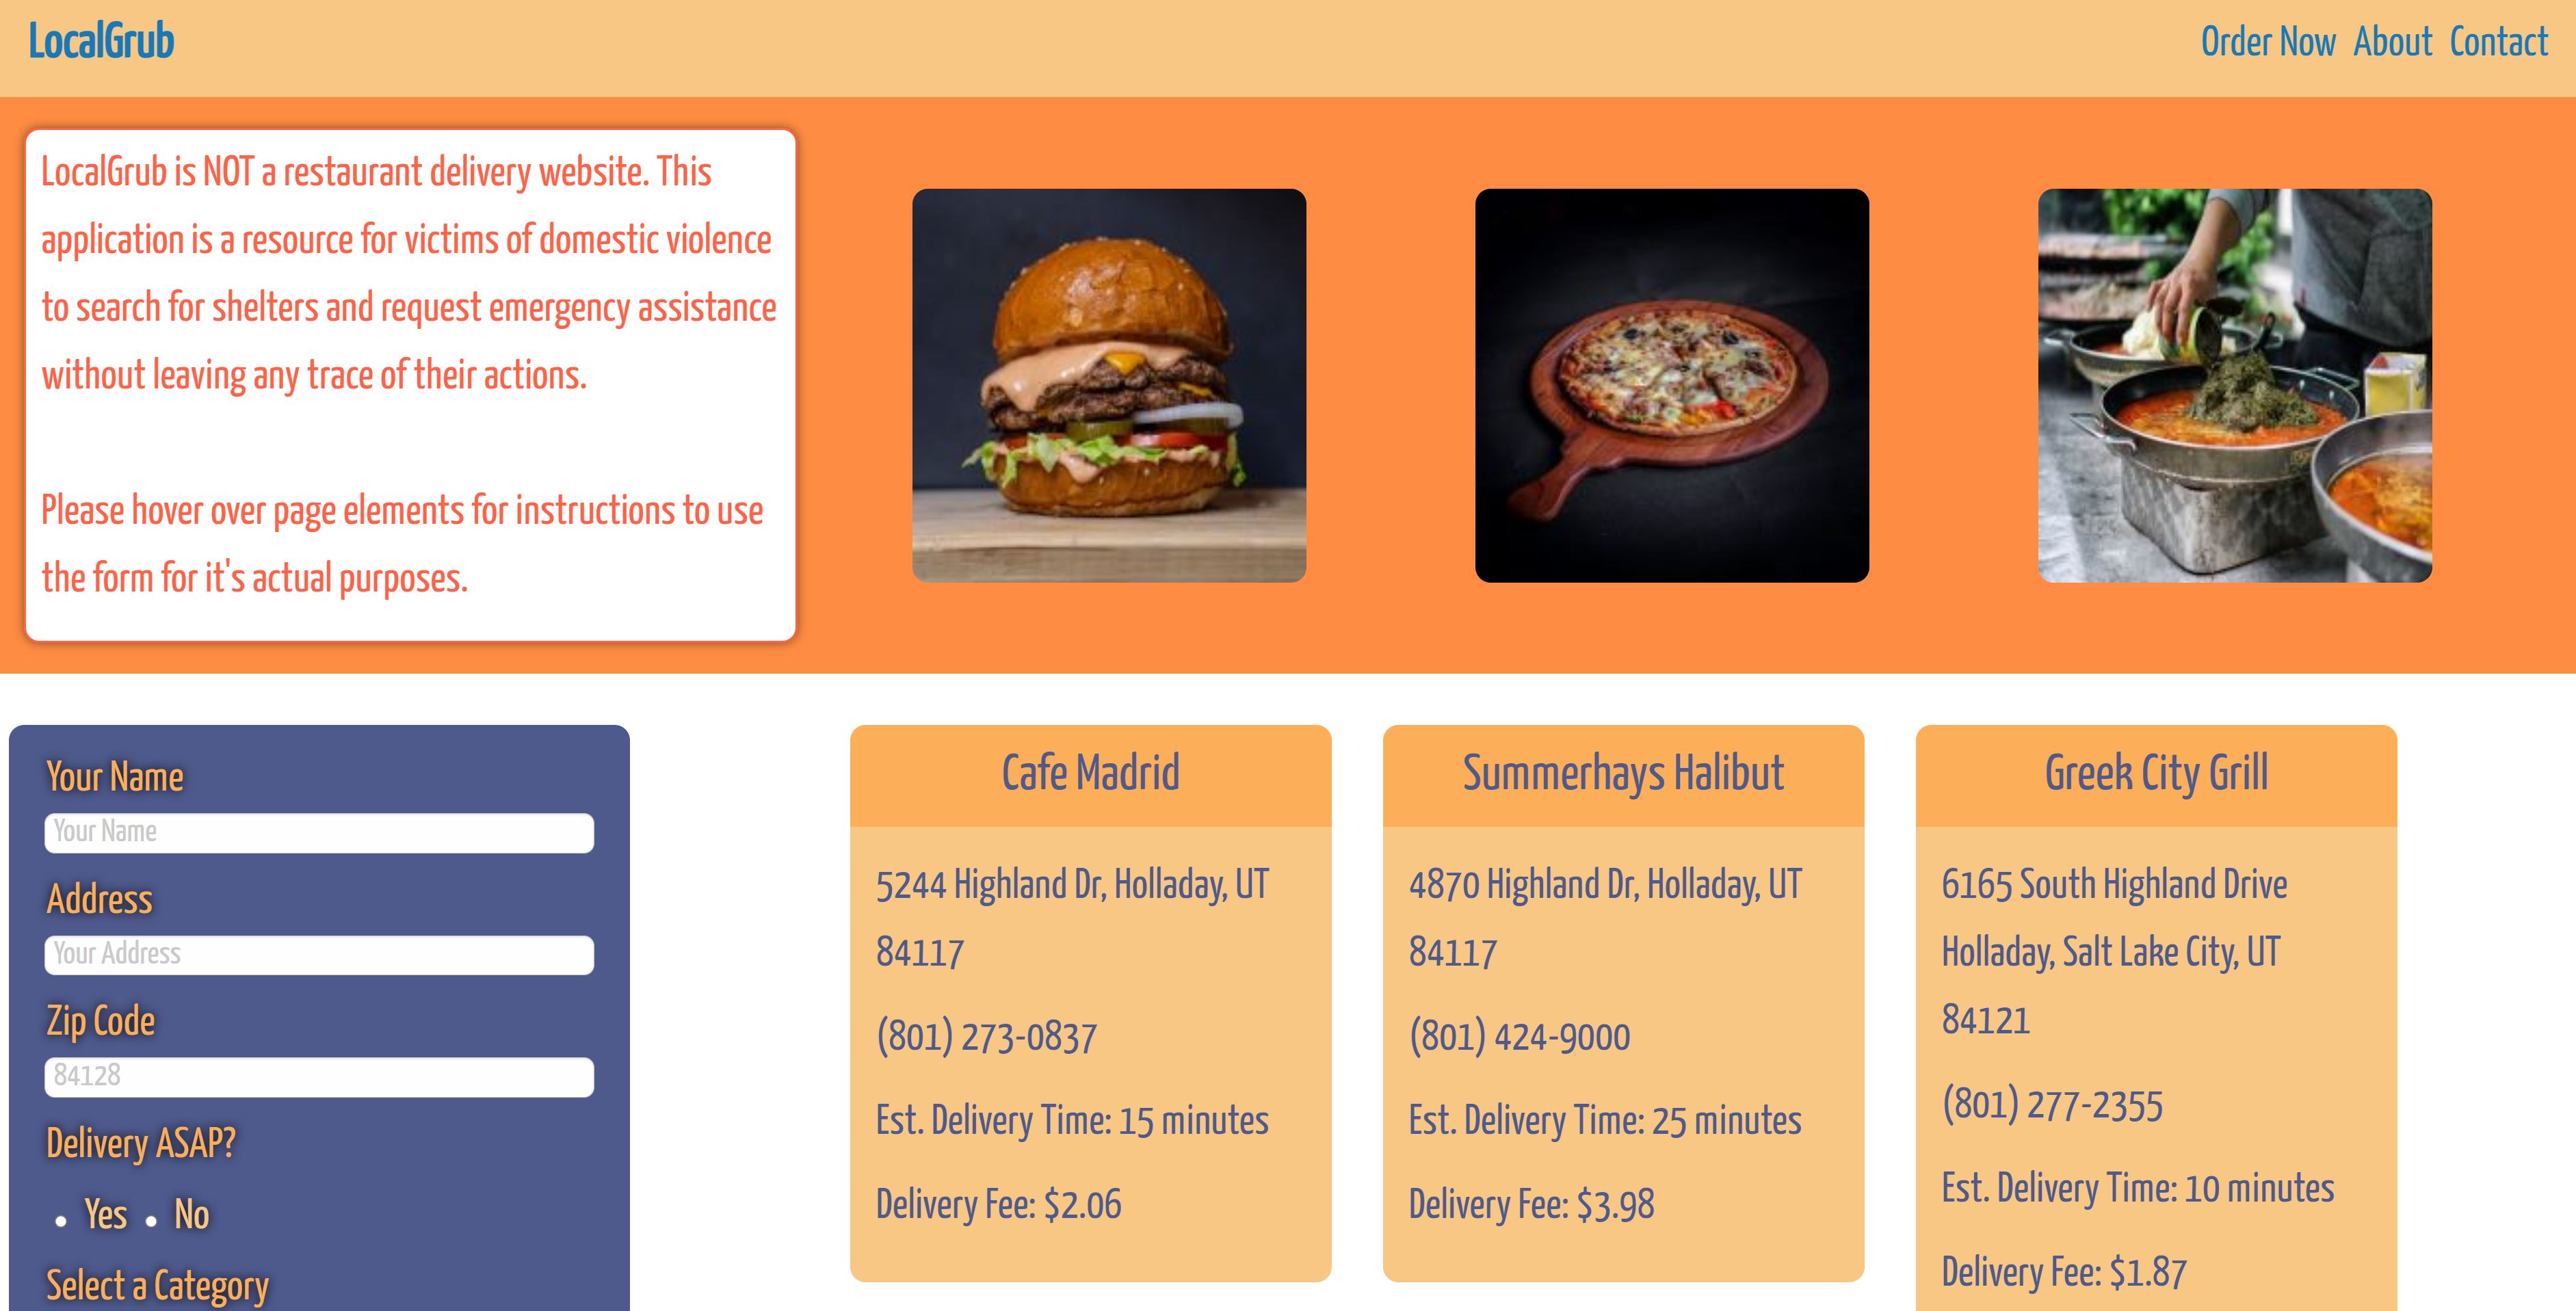 LocalGrub
Order Now About Contact
LocalGrub is NOT a restaurant delivery website. This
application is a resource for victims of domestic violence
to search for shelters and request emergency assistance
without leaving any trace of their actions.
Please hover over page elements for instructions to use
the form for it's actual purposes.
Your Name
Your Name
Address
Your Address
Zip Code
84128
Delivery ASAP?
Yes No
Select a Category
Cafe Madrid
5244 Highland Dr, Holladay, UT
84117
(801) 273-0837
Est. Delivery Time: 15 minutes
Delivery Fee: $2.06
Summerhays Halibut
4870 Highland Dr, Holladay, UT
84117
(801) 424-9000
Est. Delivery Time: 25 minutes
Delivery Fee: $3.98
Greek City Grill
6165 South Highland Drive
Holladay, Salt Lake City, UT
84121
(801) 277-2355
Est. Delivery Time: 10 minutes
Delivery Fee: $1.87